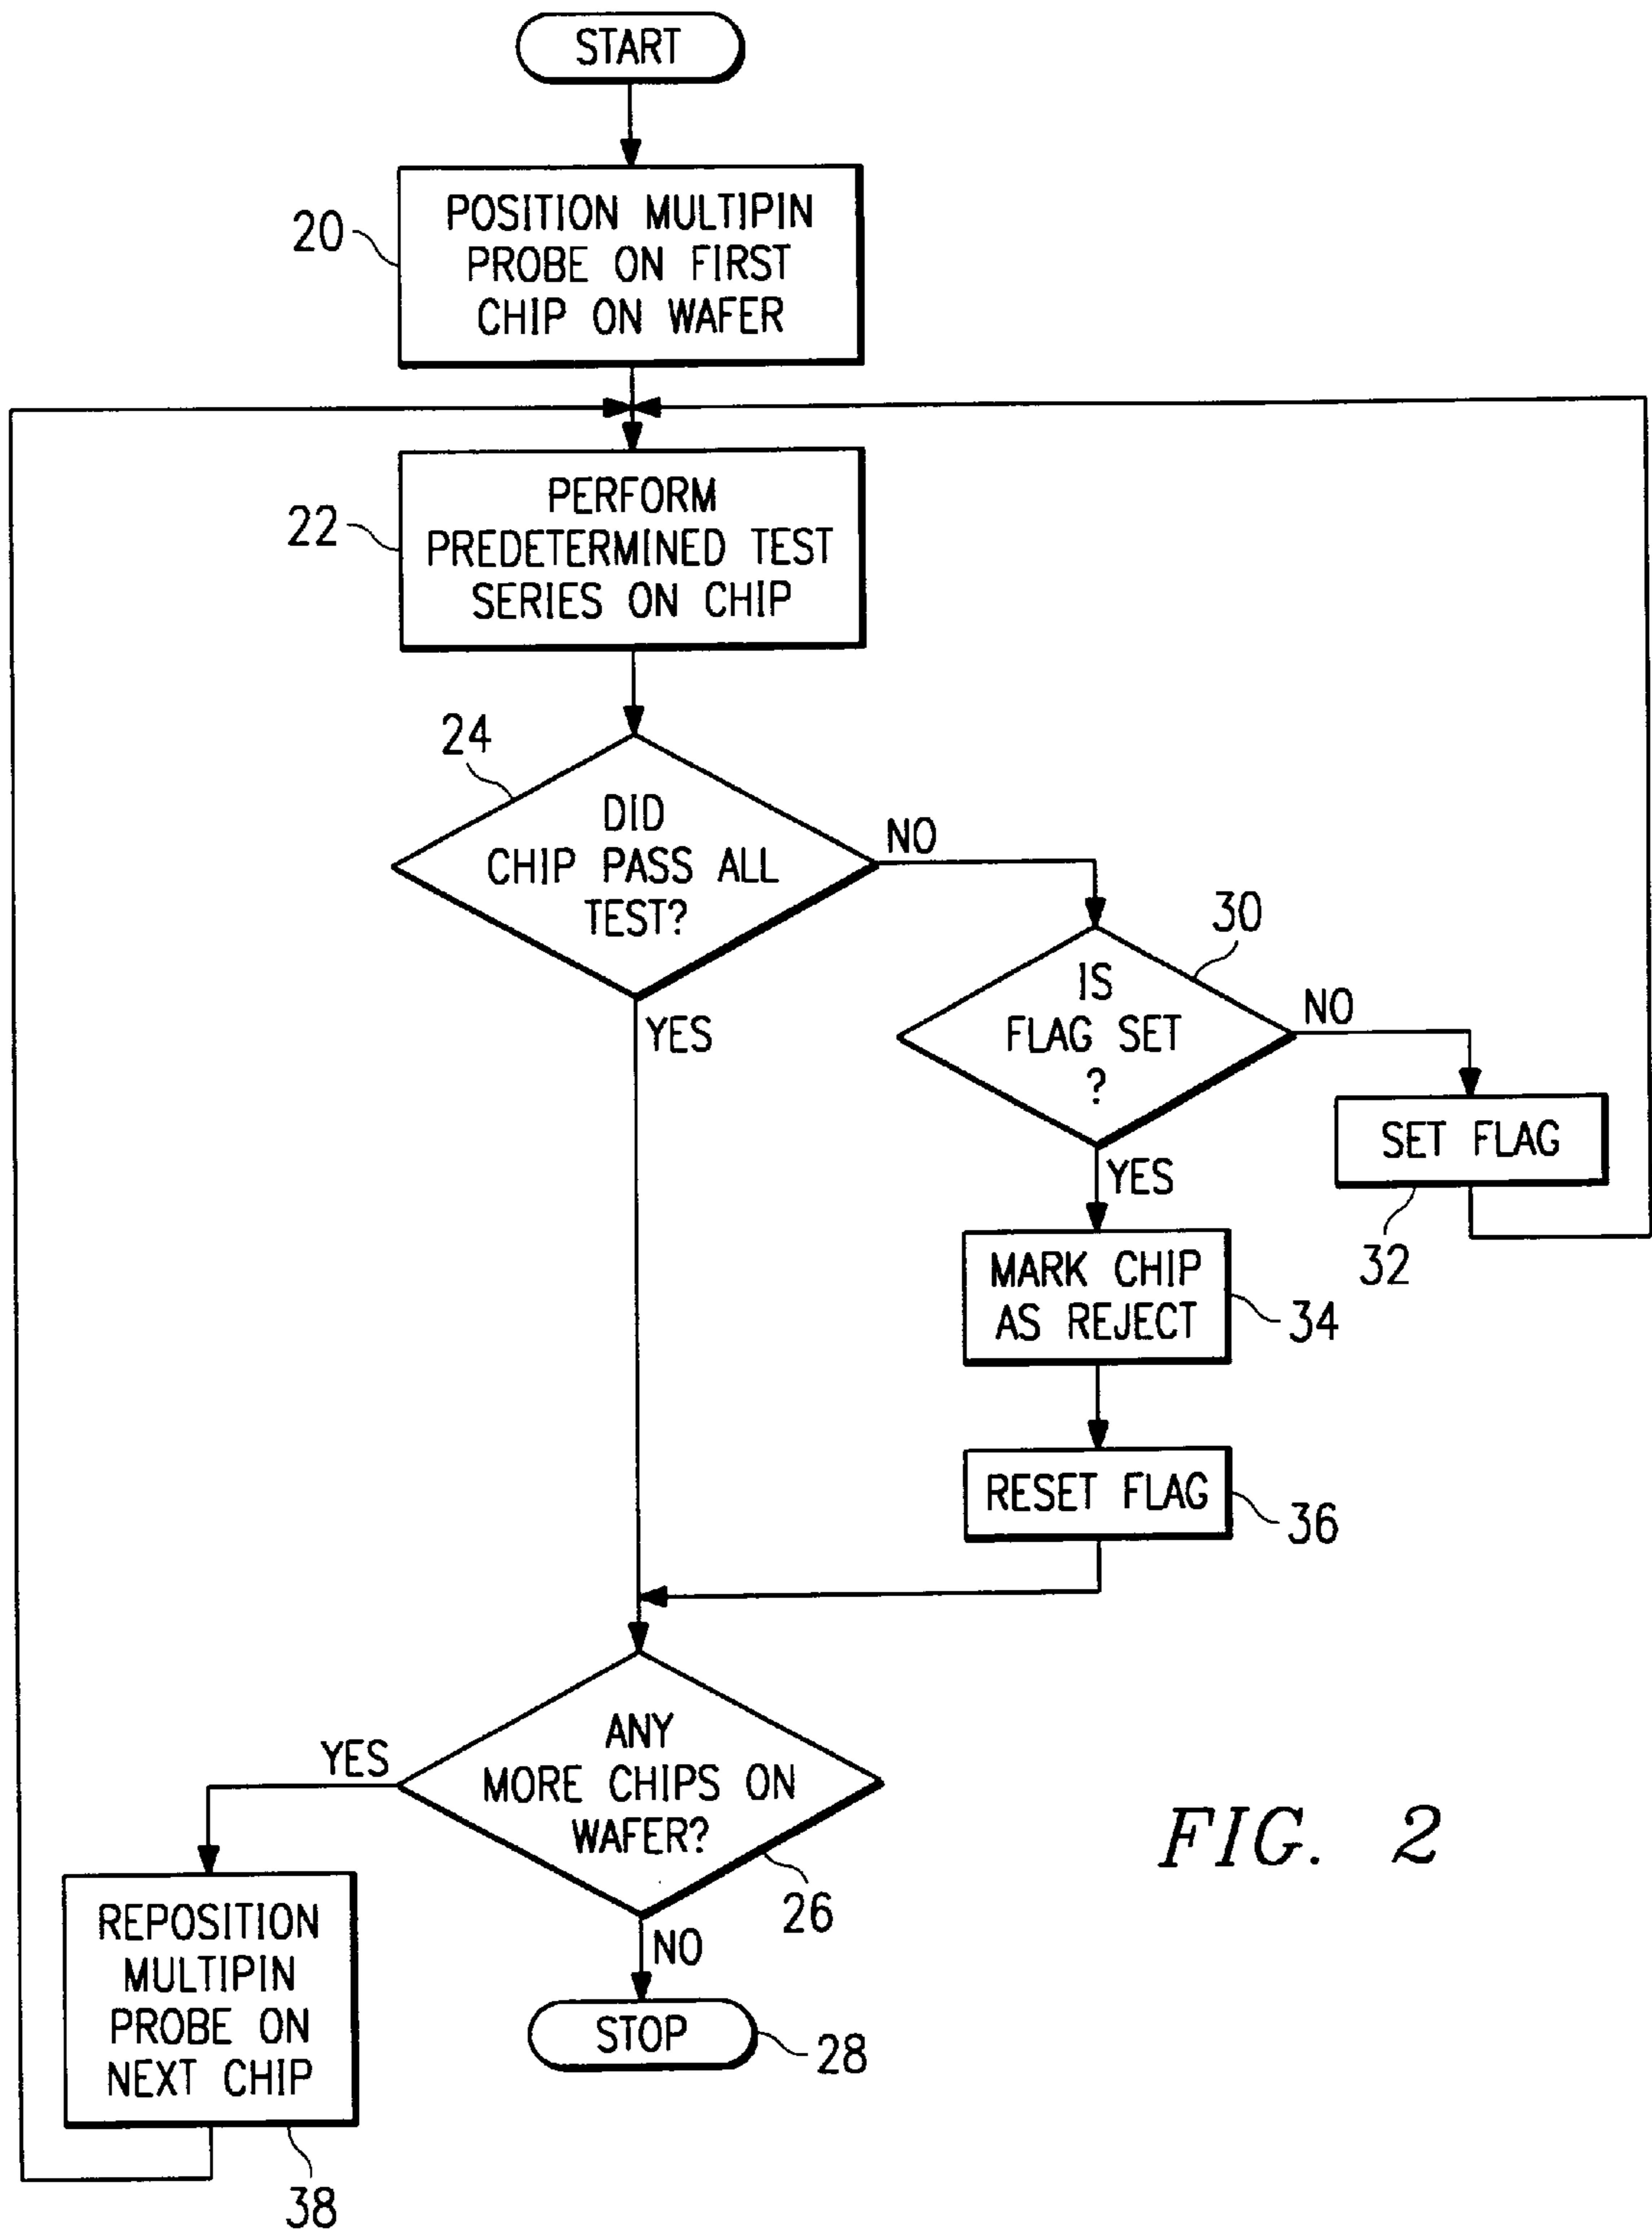 START
20
POSITION MULTIPIN
PROBE ON FIRST
CHIP ON WAFER
22
PERFORM
PREDETERMINED TEST
SERIES ON CHIP
24
DID
CHIP PASS ALL
TEST?
NO
YES
30
IS
FLAG SET
?
NO
YES
SET FLAG
32
MARK CHIP
AS REJECT
34
RESET FLAG
36
ANY
MORE CHIPS ON
WAFER?
YES
26
NO
REPOSITION
MULTIPIN
PROBE ON
NEXT CHIP
38
STOP
28
FIG. 2